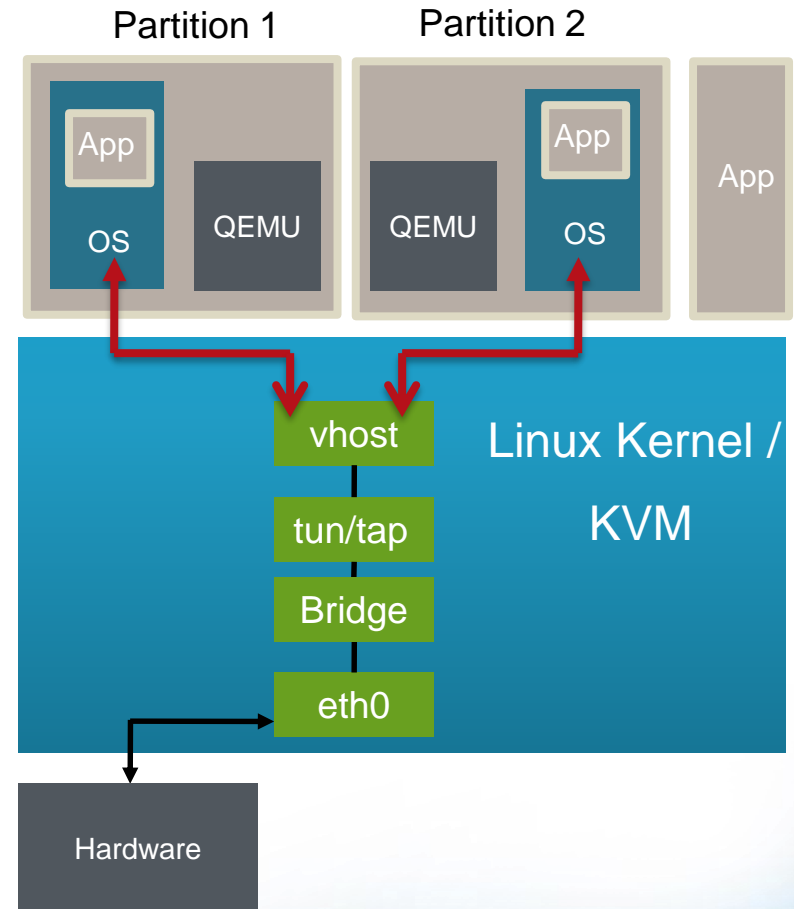 Partition 1
Partition 2
App
OS
QEMU
QEMU
App
OS
App
Linux Kernel /
KVM
vhost
tun/tap
Bridge
eth0
Hardware